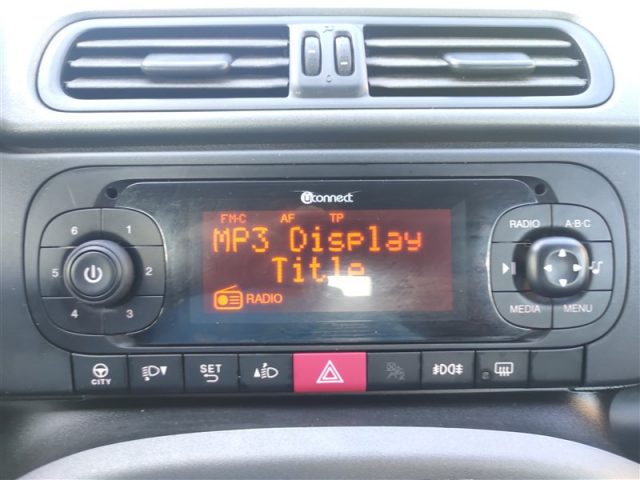 Uconnect
FM-C AF TP
MP3 Display
Title
RADIO
6 1
5 2
4 3
RADIO A·B·C
MEDIA MENU
CITY
SET